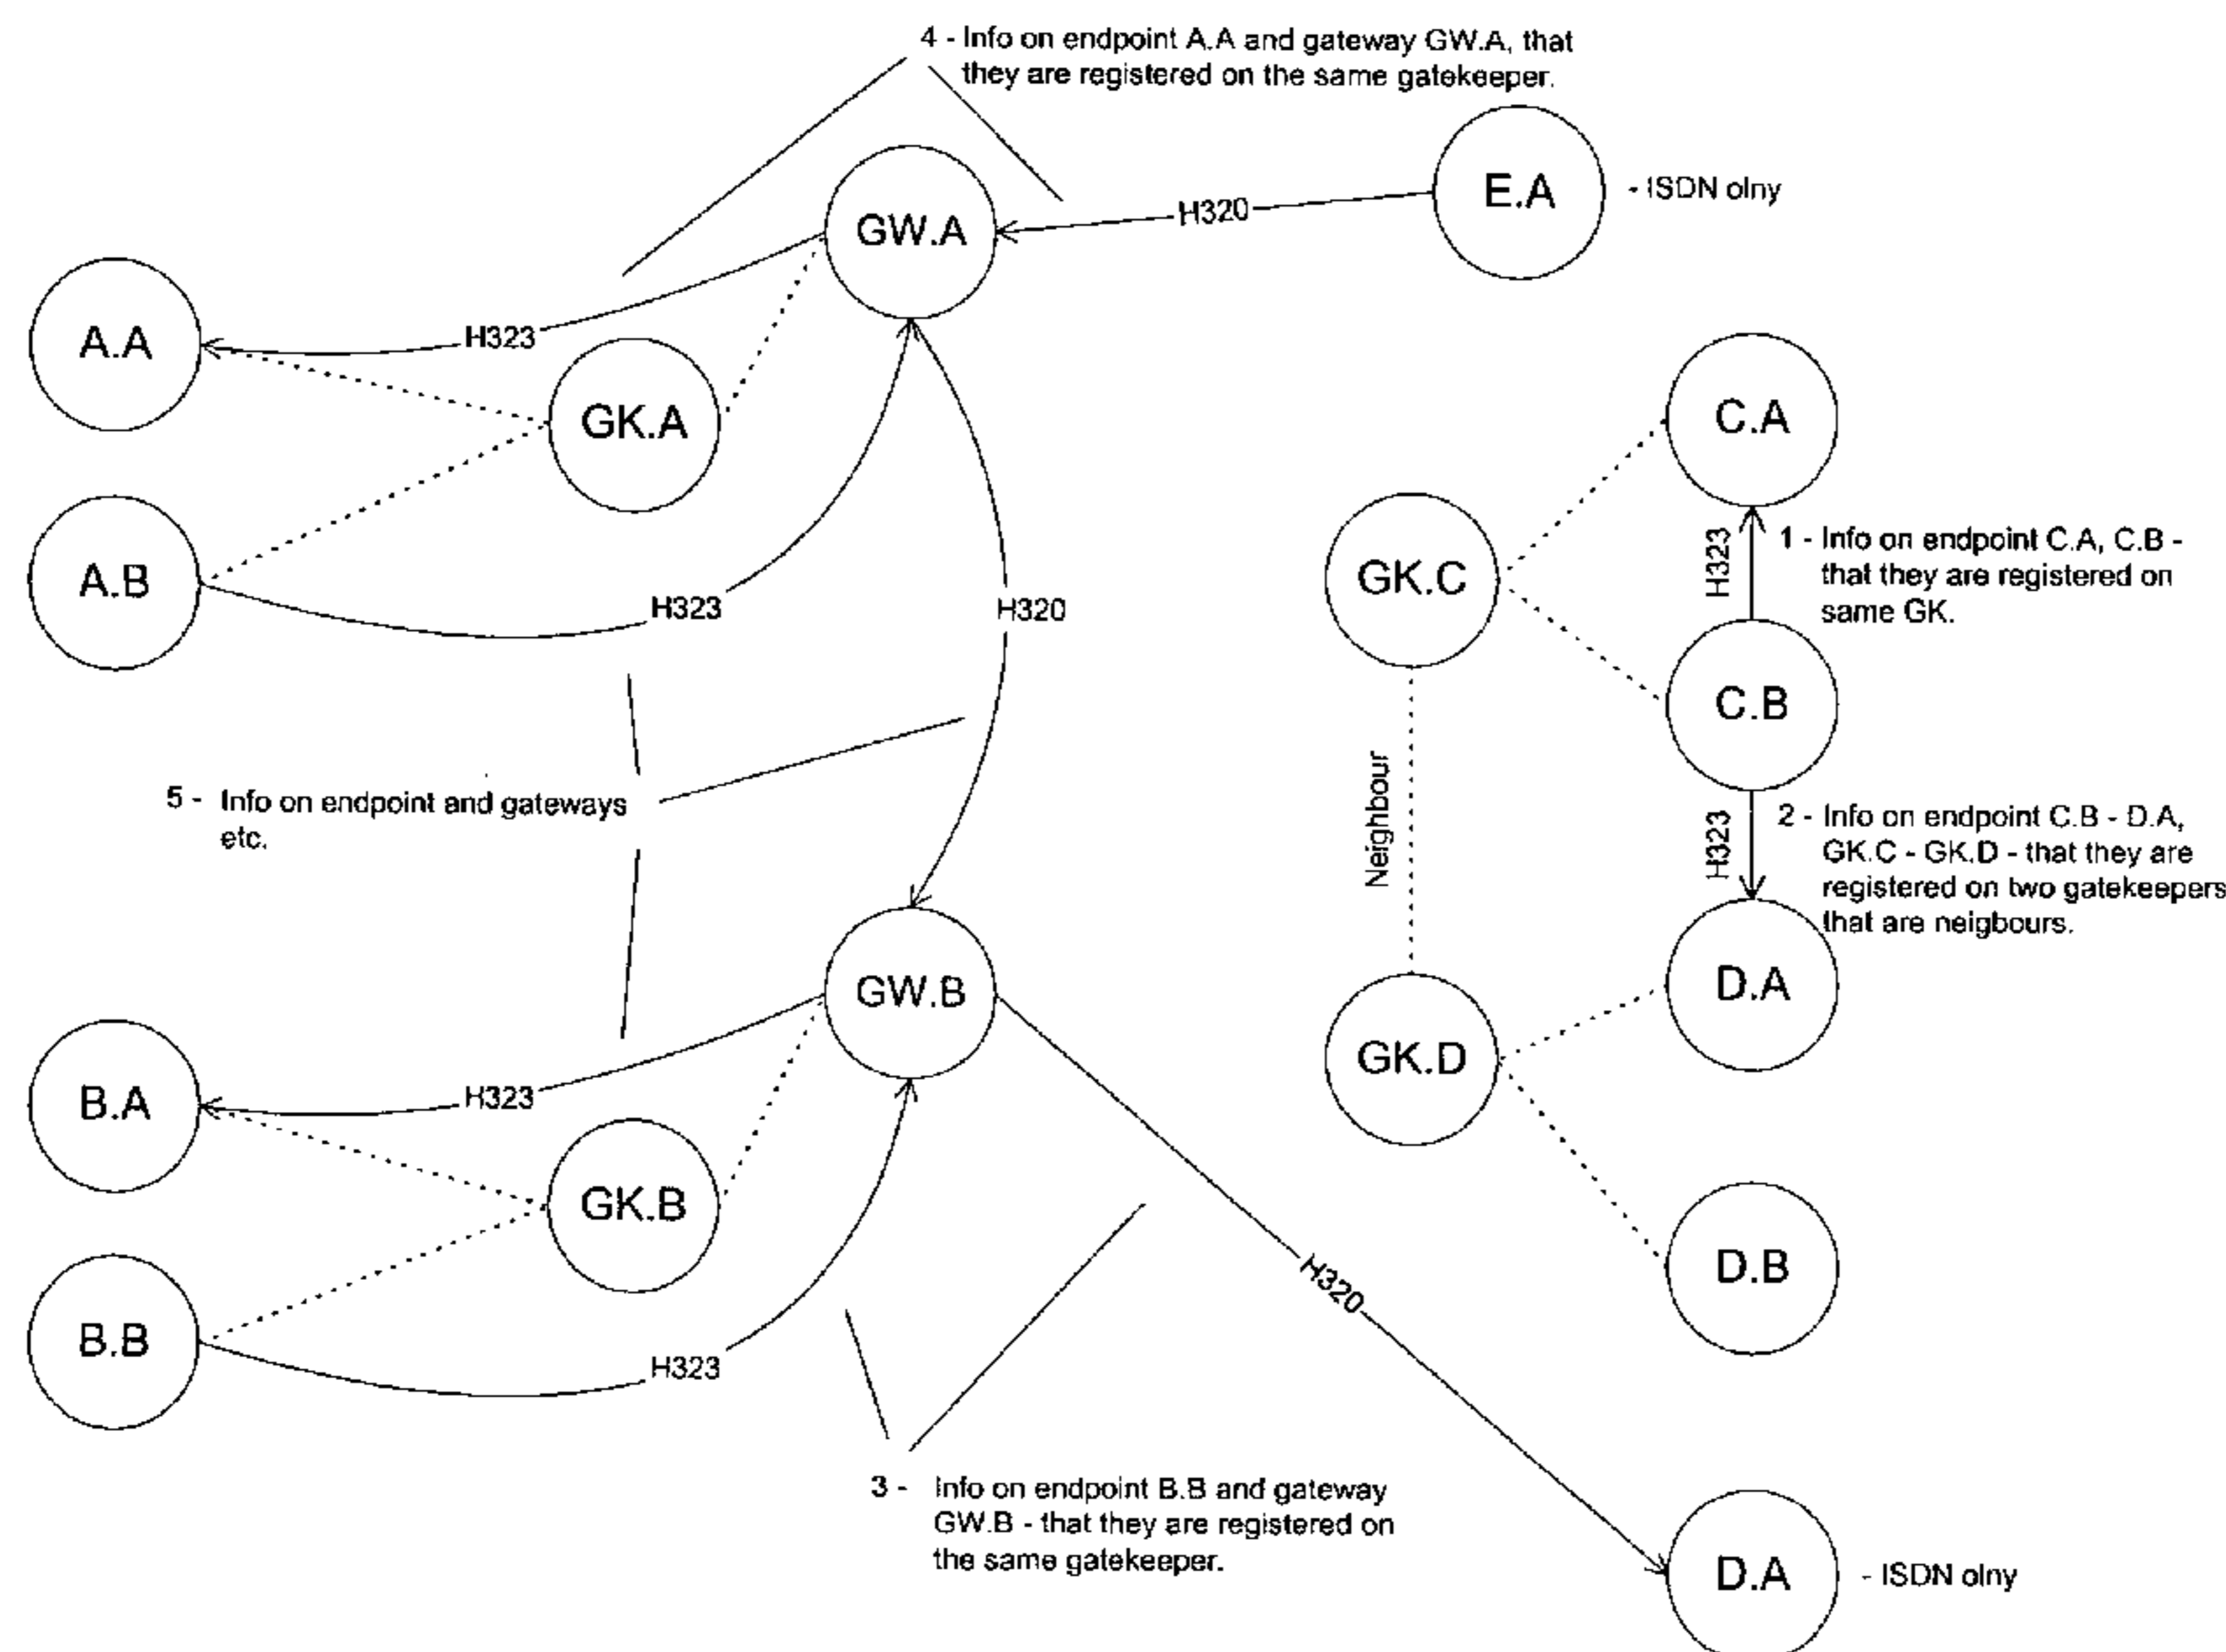 4 - Info on endpoint A.A and gateway GW.A, that
they are registered on the same gatekeeper.
E.A
- ISDN olny
GW.A
H320
A.A
H323
GK.A
C.A
A.B
H323
H320
GK.C
H323
1 - Info on endpoint C.A, C.B -
that they are registered on
same GK.
C.B
Neighbour
5 - Info on endpoint and gateways
etc.
H323
2 - Info on endpoint C.B - D.A,
GK.C - GK.D - that they are
registered on two gatekeepers
that are neigbours.
GW.B
D.A
GK.D
B.A
H323
GK.B
D.B
H320
B.B
H323
3 - Info on endpoint B.B and gateway
GW.B - that they are registered on
the same gatekeeper.
D.A
- ISDN olny